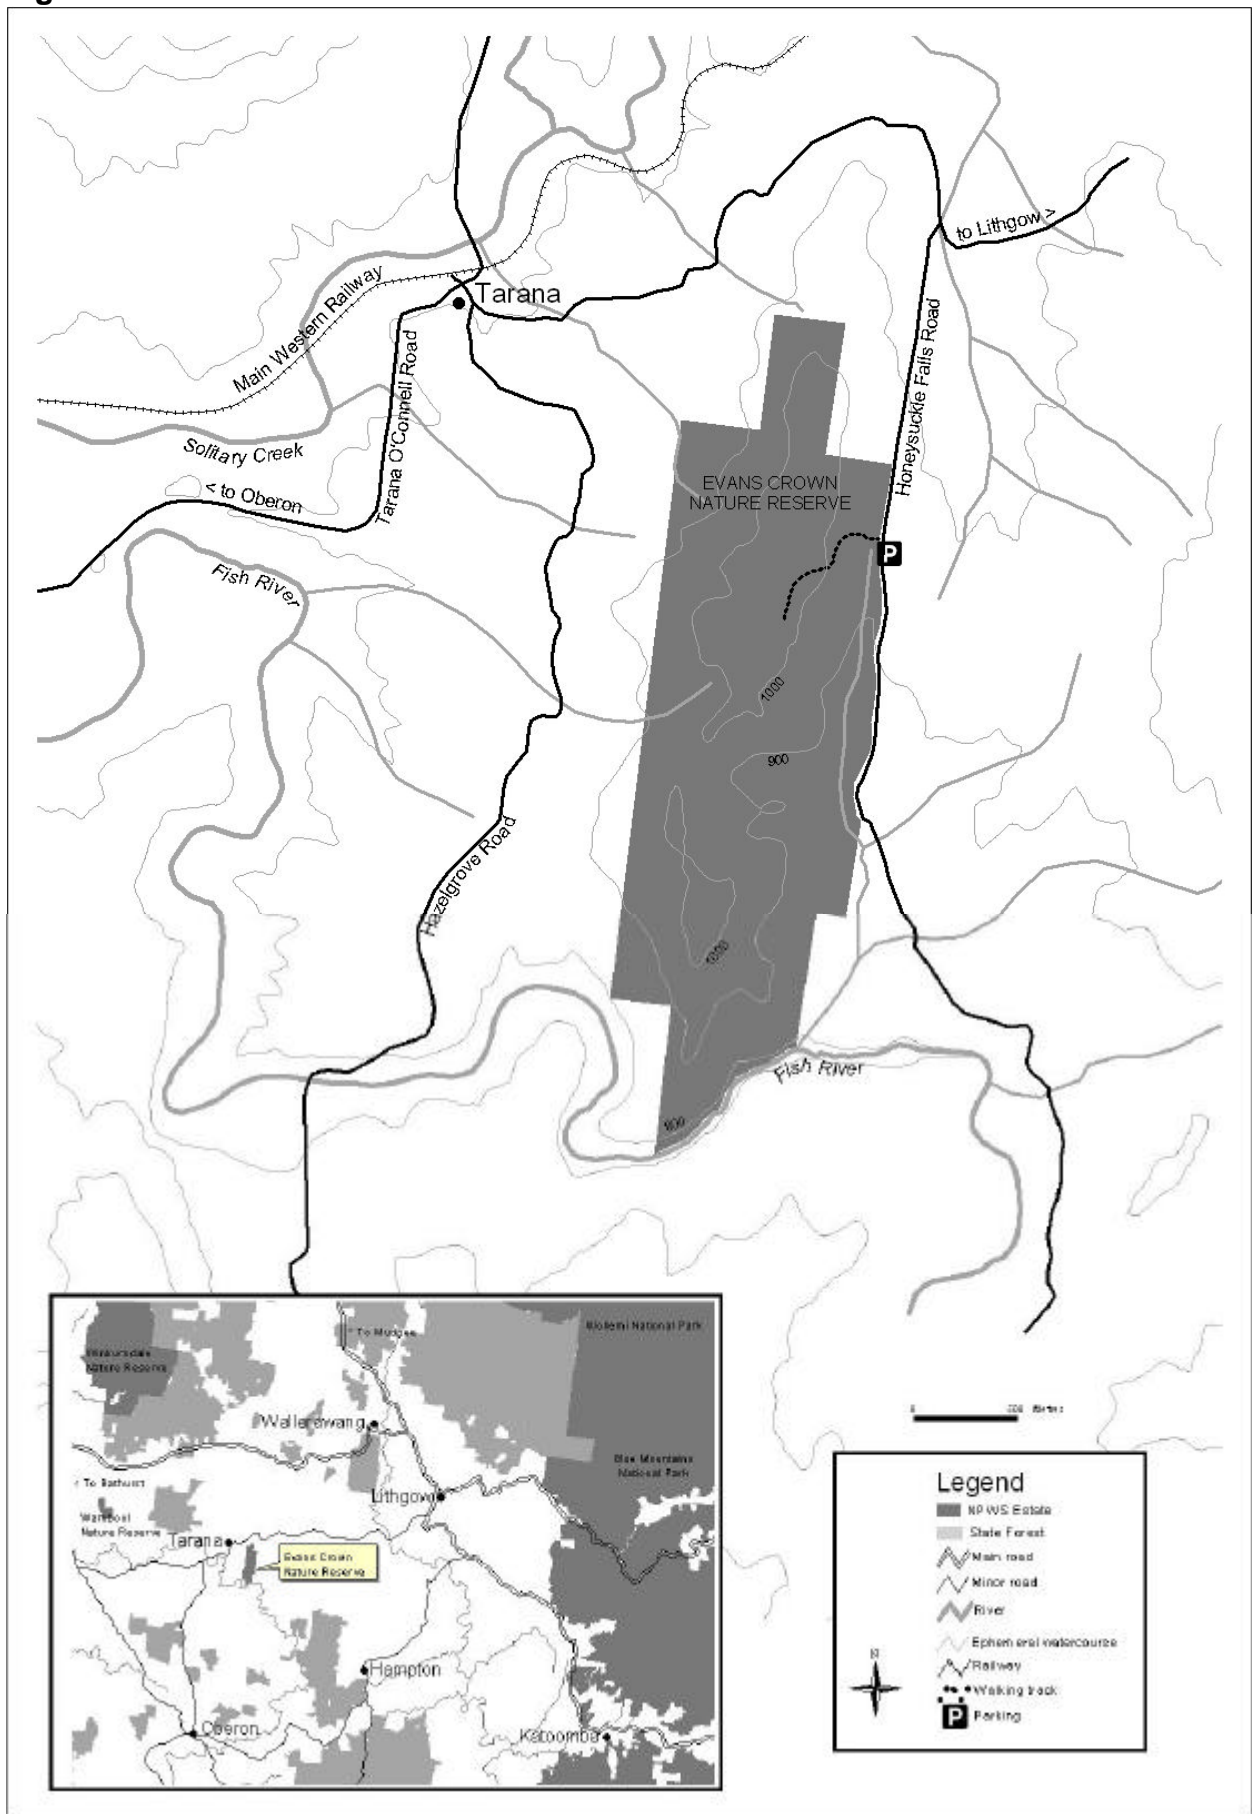 Tarana
to Lithgow >
Main Western Railway
Tarana O'Connell Road
Honeysuckle Falls Road
Solitary Creek
< to Oberon
EVANS CROWN
NATURE RESERVE
P
Fish River
1000
900
Hazelgrove Road
1000
Fish River
800
Wollemi National Park
To Mudgee
Nature Reserve
Wallerawang
Blue Mountains
National Park
< To Bathurst
Lithgow
Nature Reserve
Tarana
Evans Crown
Nature Reserve
Hampton
Oberon
Katoomba
0 500 Metres
Legend
NPWS Estate
State Forest
Main road
Minor road
River
Ephemeral watercourse
Railway
Walking track
P Parking
N